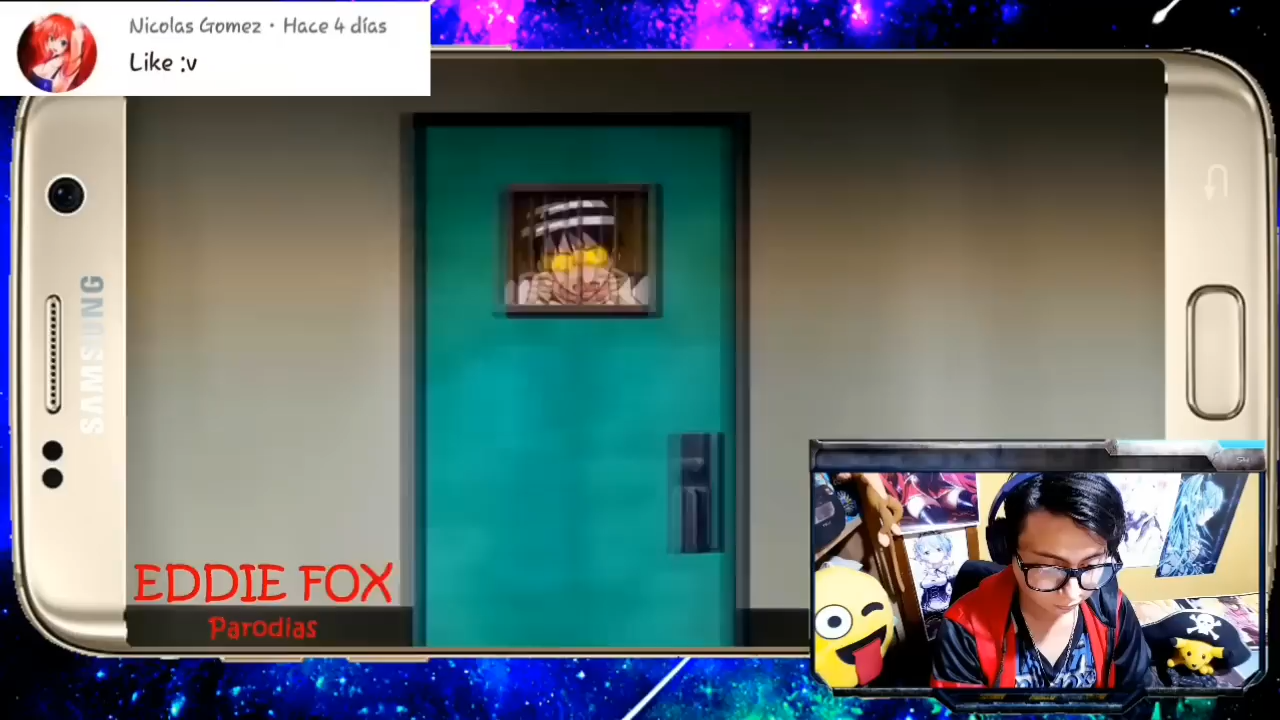 Nicolas Gomez · Hace 4 días
Like :v
SAMSUNG
EDDIE FOX
Parodias